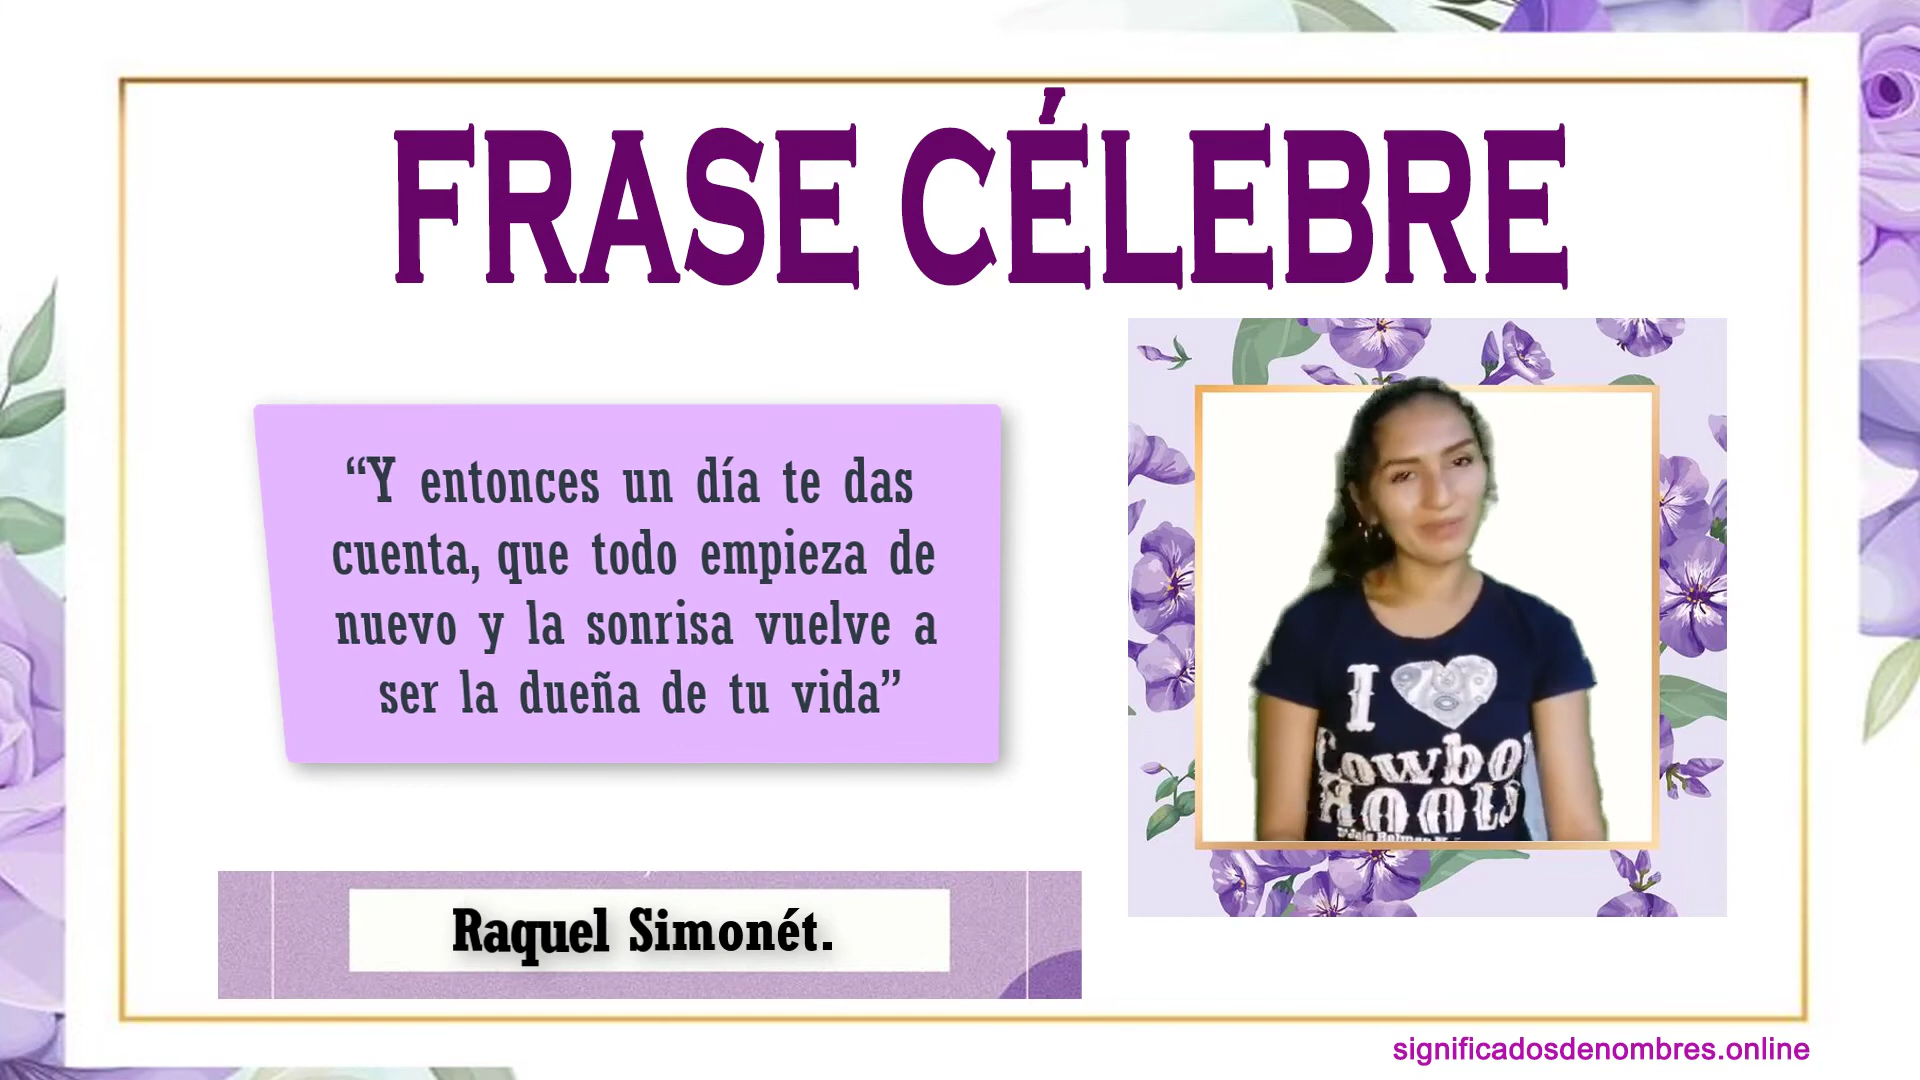 FRASE CÉLEBRE
“Y entonces un día te das
cuenta, que todo empieza de
nuevo y la sonrisa vuelve a
ser la dueña de tu vida”
I
Cowbo
Raquel Simonét.
significadosdenombres.online